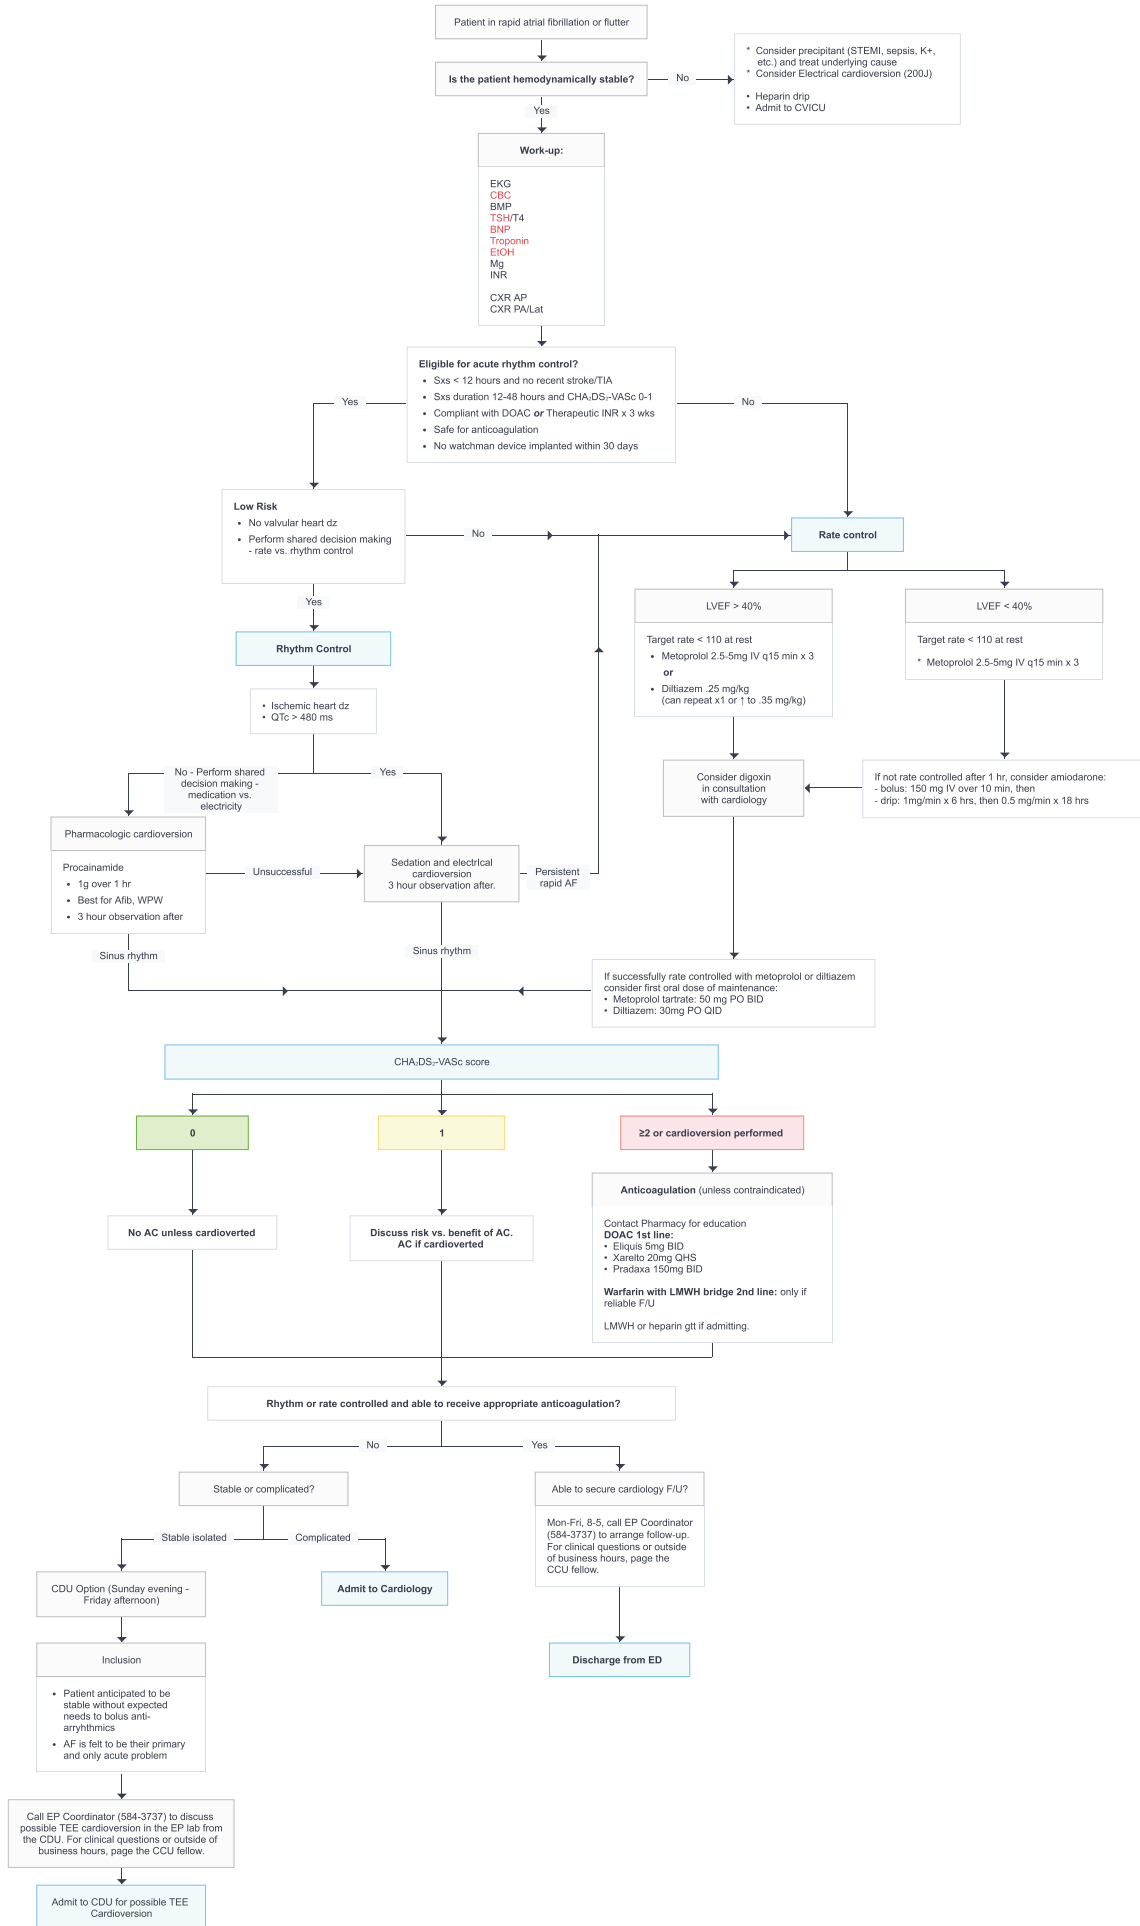 Patient in rapid atrial fibrillation or flutter
Is the patient hemodynamically stable?
No
* Consider precipitant (STEMI, sepsis, K+,
etc.) and treat underlying cause
* Consider Electrical cardioversion (200J)
• Heparin drip
• Admit to CVICU
Yes
Work-up:
EKG
CBC
BMP
TSH/T4
BNP
Troponin
EtOH
Mg
INR
CXR AP
CXR PA/Lat
Eligible for acute rhythm control?
• Sxs < 12 hours and no recent stroke/TIA
• Sxs duration 12-48 hours and CHA₂DS₂-VASc 0-1
• Compliant with DOAC or Therapeutic INR x 3 wks
• Safe for anticoagulation
• No watchman device implanted within 30 days
Yes
No
Low Risk
• No valvular heart dz
• Perform shared decision making
- rate vs. rhythm control
No
Rate control
Yes
Rhythm Control
• Ischemic heart dz
• QTc > 480 ms
LVEF > 40%
Target rate < 110 at rest
• Metoprolol 2.5-5mg IV q15 min x 3
or
• Diltiazem .25 mg/kg
(can repeat x1 or ↑ to .35 mg/kg)
LVEF < 40%
Target rate < 110 at rest
* Metoprolol 2.5-5mg IV q15 min x 3
No - Perform shared
decision making -
medication vs.
electricity
Yes
Consider digoxin
in consultation
with cardiology
If not rate controlled after 1 hr, consider amiodarone:
- bolus: 150 mg IV over 10 min, then
- drip: 1mg/min x 6 hrs, then 0.5 mg/min x 18 hrs
Pharmacologic cardioversion
Procainamide
• 1g over 1 hr
• Best for Afib, WPW
• 3 hour observation after
Unsuccessful
Sedation and electrIcal
cardioversion
3 hour observation after.
Persistent
rapid AF
Sinus rhythm
Sinus rhythm
If successfully rate controlled with metoprolol or diltiazem
consider first oral dose of maintenance:
• Metoprolol tartrate: 50 mg PO BID
• Diltiazem: 30mg PO QID
CHA₂DS₂-VASc score
0
1
≥2 or cardioversion performed
No AC unless cardioverted
Discuss risk vs. benefit of AC.
AC if cardioverted
Anticoagulation (unless contraindicated)
Contact Pharmacy for education
DOAC 1st line:
• Eliquis 5mg BID
• Xarelto 20mg QHS
• Pradaxa 150mg BID
Warfarin with LMWH bridge 2nd line: only if
reliable F/U
LMWH or heparin gtt if admitting.
Rhythm or rate controlled and able to receive appropriate anticoagulation?
No
Yes
Stable or complicated?
Able to secure cardiology F/U?
Mon-Fri, 8-5, call EP Coordinator
(584-3737) to arrange follow-up.
For clinical questions or outside
of business hours, page the
CCU fellow.
Stable isolated
Complicated
CDU Option (Sunday evening -
Friday afternoon)
Admit to Cardiology
Discharge from ED
Inclusion
• Patient anticipated to be
stable without expected
needs to bolus anti-
arryhthmics
• AF is felt to be their primary
and only acute problem
Call EP Coordinator (584-3737) to discuss
possible TEE cardioversion in the EP lab from
the CDU. For clinical questions or outside of
business hours, page the CCU fellow.
Admit to CDU for possible TEE
Cardioversion